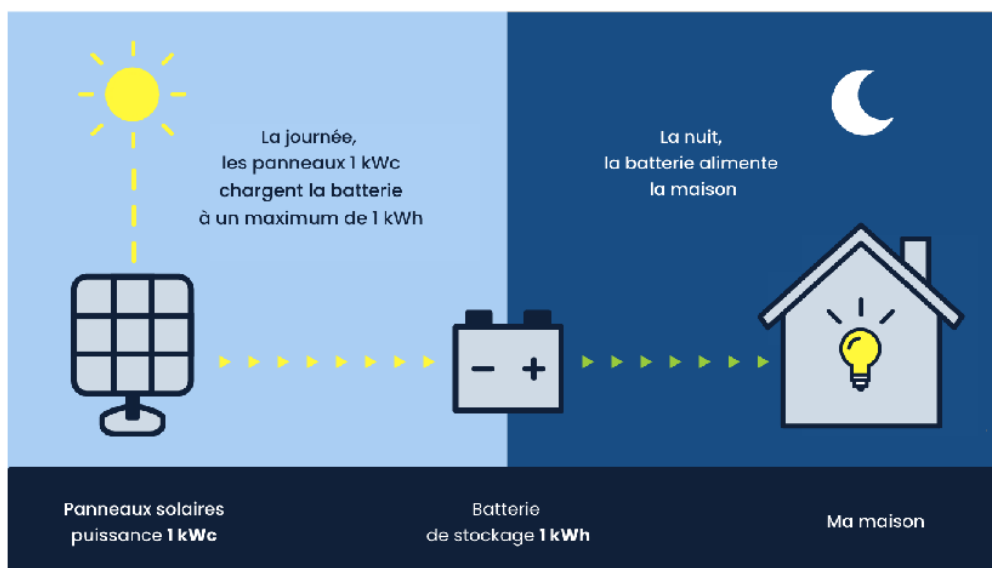 La journée,
les panneaux 1 kWc
chargent la batterie
à un maximum de 1 kWh
La nuit,
la batterie alimente
la maison
Panneaux solaires
puissance 1 kWc
Batterie
de stockage 1 kWh
Ma maison